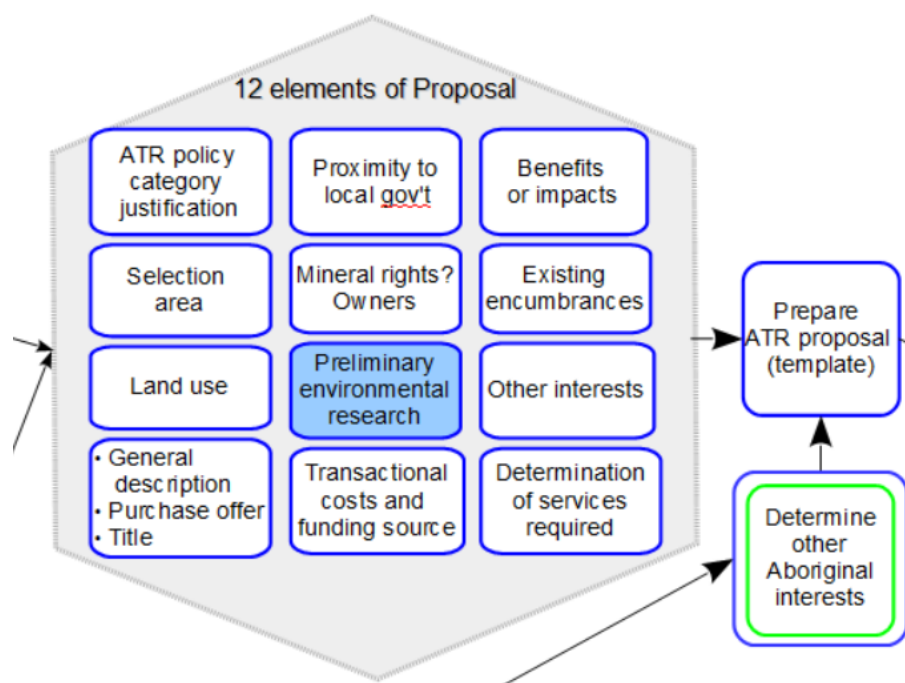 12 elements of Proposal
ATR policy
category
justification
Proximity to
local gov't
Benefits
or impacts
Selection
area
Mineral rights?
Owners
Existing
encumbrances
Land use
Preliminary
environmental
research
Other interests
• General
description
• Purchase offer
• Title
Transactional
costs and
funding source
Determination
of services
required
Prepare
ATR proposal
(template)
Determine
other
Aboriginal
interests